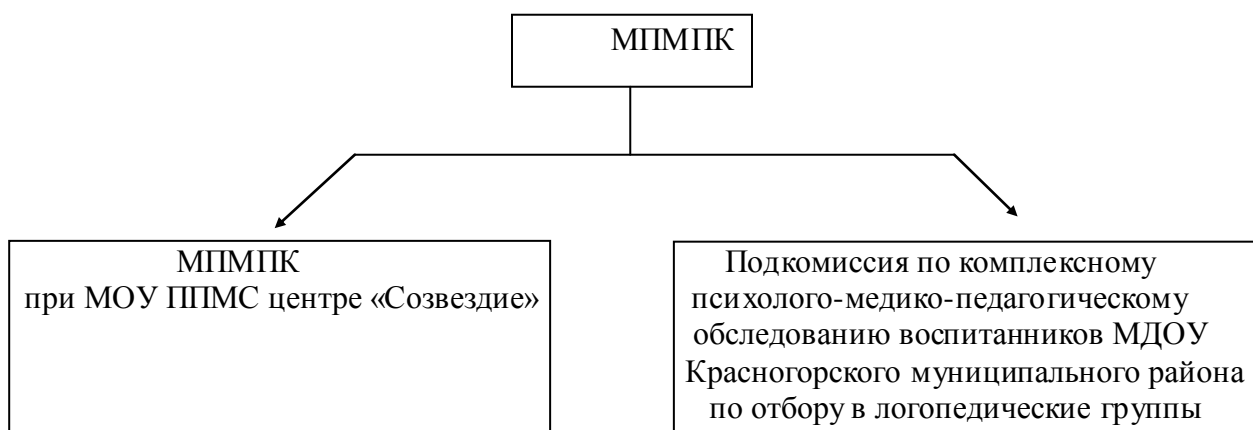 МПМПК
МПМПК
при МОУ ППМС центре «Созвездие»
Подкомиссия по комплексному
психолого-медико-педагогическому
обследованию воспитанников МДОУ
Красногорского муниципального района
по отбору в логопедические группы